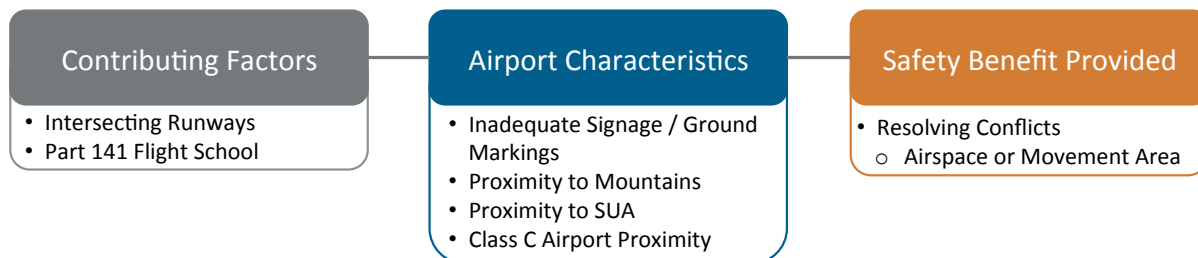 Contributing Factors
• Intersecting Runways
• Part 141 Flight School
Airport Characteristics
• Inadequate Signage / Ground
Markings
• Proximity to Mountains
• Proximity to SUA
• Class C Airport Proximity
Safety Benefit Provided
• Resolving Conflicts
o Airspace or Movement Area